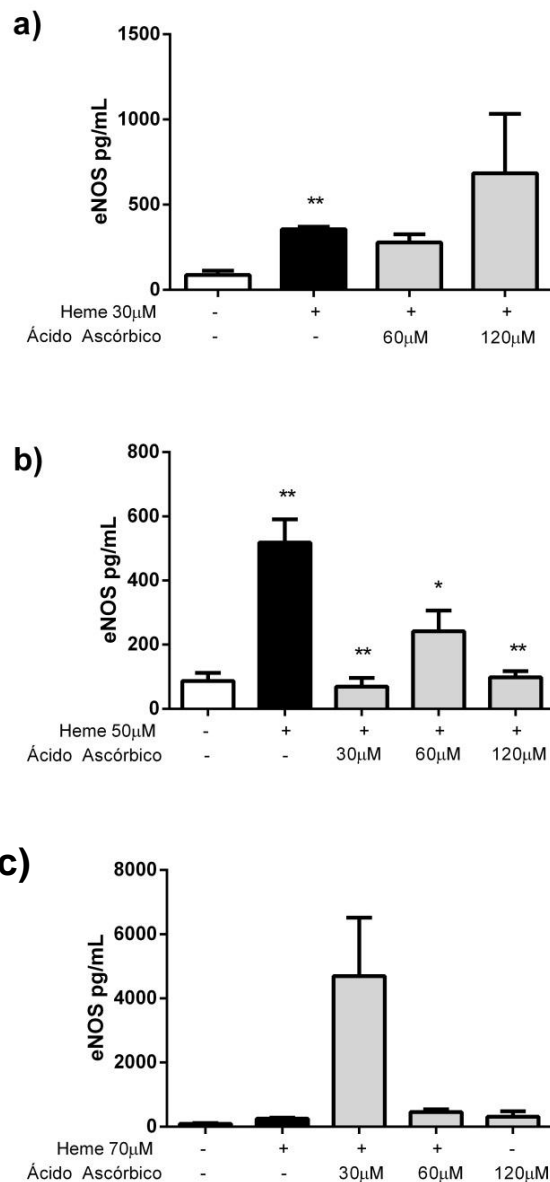 a)
1500
1000
500
0
eNOS pg/mL
**
Heme 30μM - + + +
Ácido Ascórbico - - 60μM 120μM
b)
800
600
400
200
0
eNOS pg/mL
**
**
*
**
Heme 50μM - + + + +
Ácido Ascórbico - - 30μM 60μM 120μM
c)
8000
6000
4000
2000
0
eNOS pg/mL
Heme 70μM - + + + -
Ácido Ascórbico - - 30μM 60μM 120μM